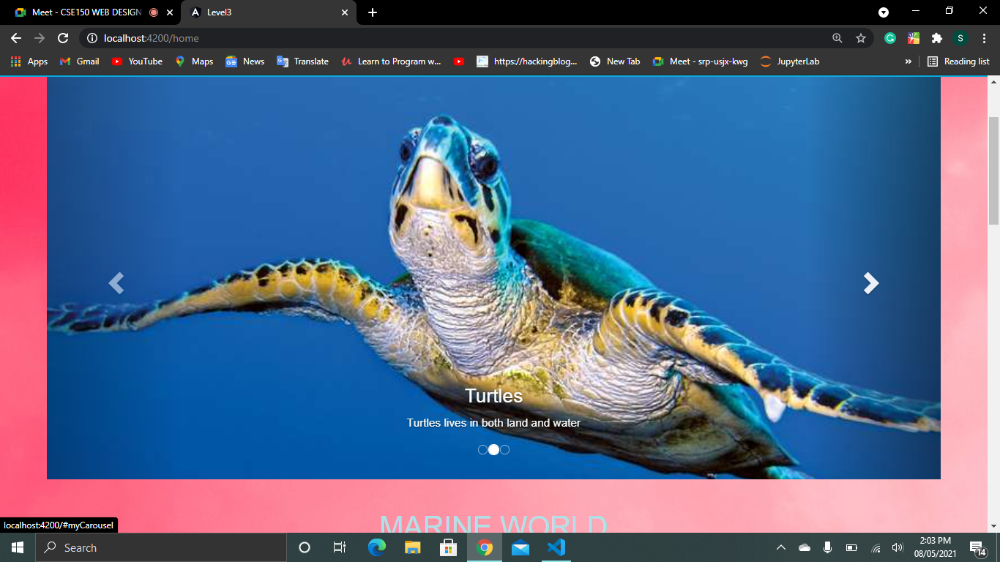 Meet - CSE150 WEB DESIGN
Level3
localhost:4200/home
S
Apps
Gmail
YouTube
Maps
News
Translate
Learn to Program w...
https://hackingblog...
New Tab
Meet - srp-usjx-kwg
JupyterLab
»
Reading list
Turtles
Turtles lives in both land and water
MARINE WORLD
localhost:4200/#myCarousel
Search
2:03 PM
08/05/2021
14